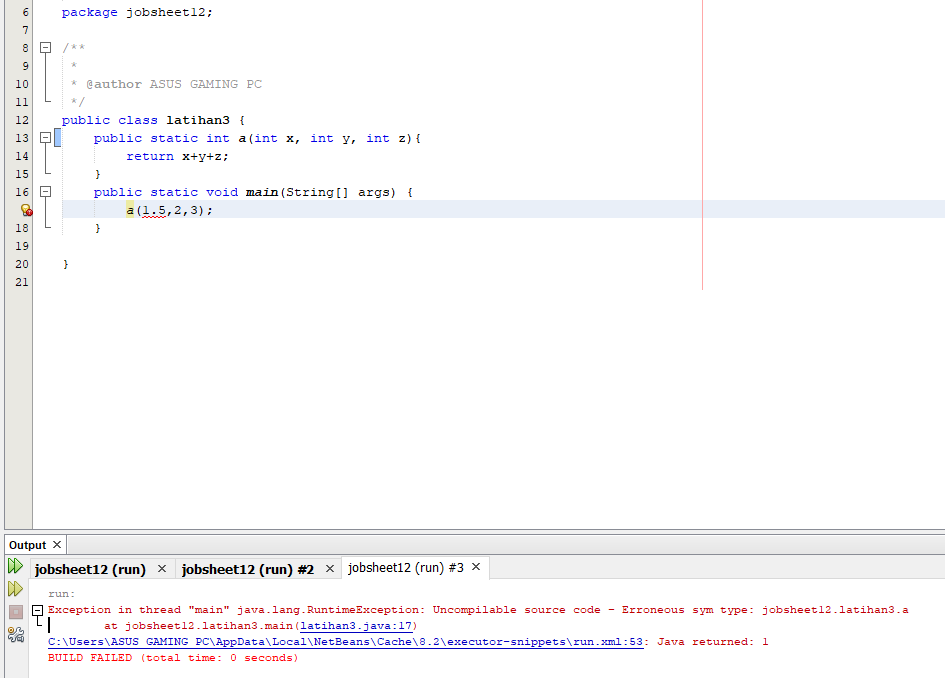 6 package jobsheet12;
7
8 /**
9 *
10 * @author ASUS GAMING PC
11 */
12 public class latihan3 {
13 public static int a(int x, int y, int z){
14 return x+y+z;
15 }
16 public static void main(String[] args) {
a(1.5,2,3);
18 }
19
20 }
21
Output
jobsheet12 (run) jobsheet12 (run) #2 jobsheet12 (run) #3
run:
Exception in thread "main" java.lang.RuntimeException: Uncompilable source code - Erroneous sym type: jobsheet12.latihan3.a
at jobsheet12.latihan3.main(latihan3.java:17)
C:\Users\ASUS GAMING PC\AppData\Local\NetBeans\Cache\8.2\executor-snippets\run.xml:53: Java returned: 1
BUILD FAILED (total time: 0 seconds)